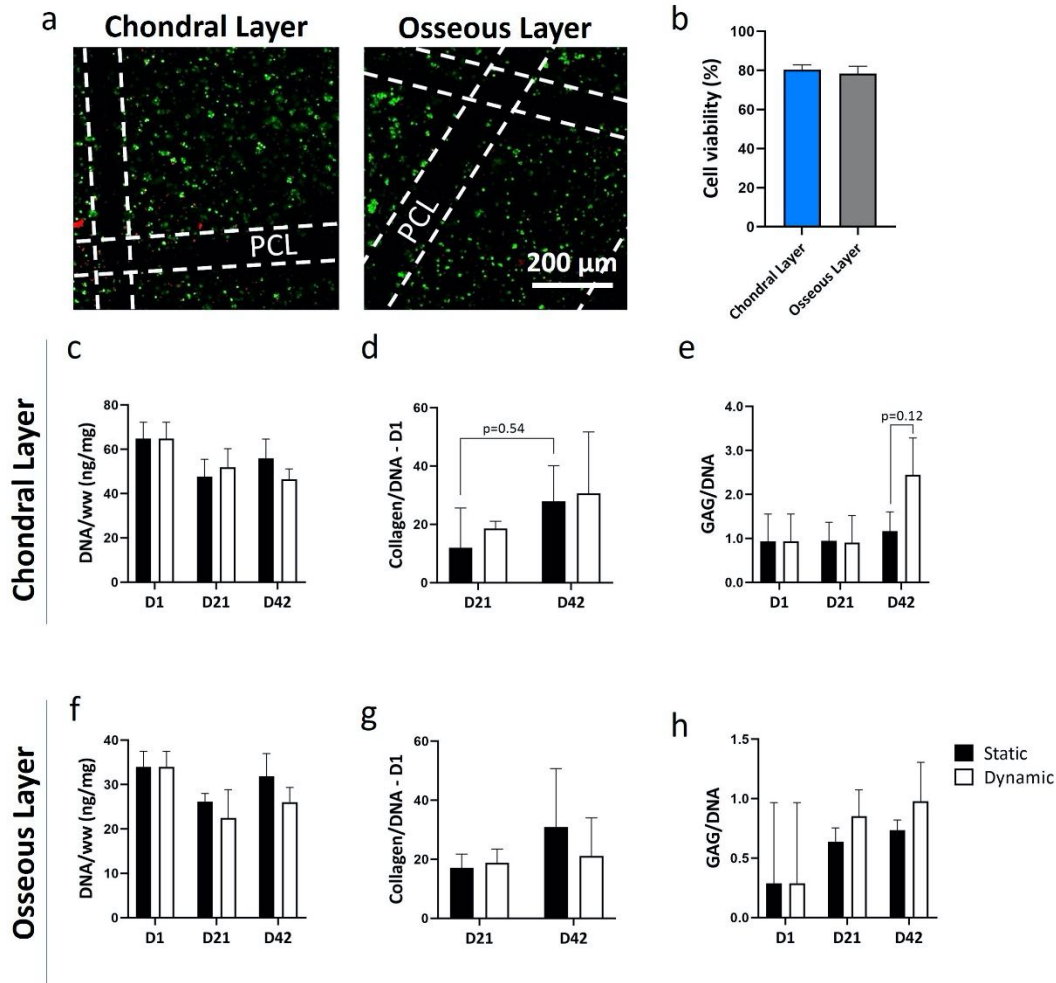 a
Chondral Layer
Osseous Layer
PCL
PCL
200 µm
b
Cell viability (%)
100
80
60
40
20
0
Chondral Layer
Osseous Layer
Chondral Layer
c
DNA/ww (ng/mg)
80
60
40
20
0
D1 D21 D42
d
Collagen/DNA - D1
60
40
20
0
p=0.54
D21 D42
e
GAG/DNA
4.0
3.0
2.0
1.0
0.0
p=0.12
D1 D21 D42
Osseous Layer
f
DNA/ww (ng/mg)
40
30
20
10
0
D1 D21 D42
g
Collagen/DNA - D1
60
40
20
0
D21 D42
h
GAG/DNA
1.5
1.0
0.5
0.0
D1 D21 D42
Static
Dynamic